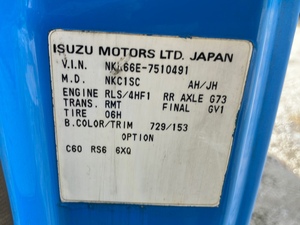 ISUZU MOTORS LTD. JAPAN
V.I.N. NKR66E-7510491
M.D. NKC1SC AH/JH
ENGINE RLS/4HF1 RR AXLE G73
TRANS. RMT FINAL GV1
TIRE 06H
B.COLOR/TRIM 729/153
OPTION
C60 RS6 6XQ